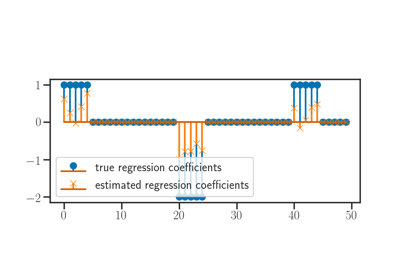 1
0
−1
−2
true regression coefficients
estimated regression coefficients
0 10 20 30 40 50